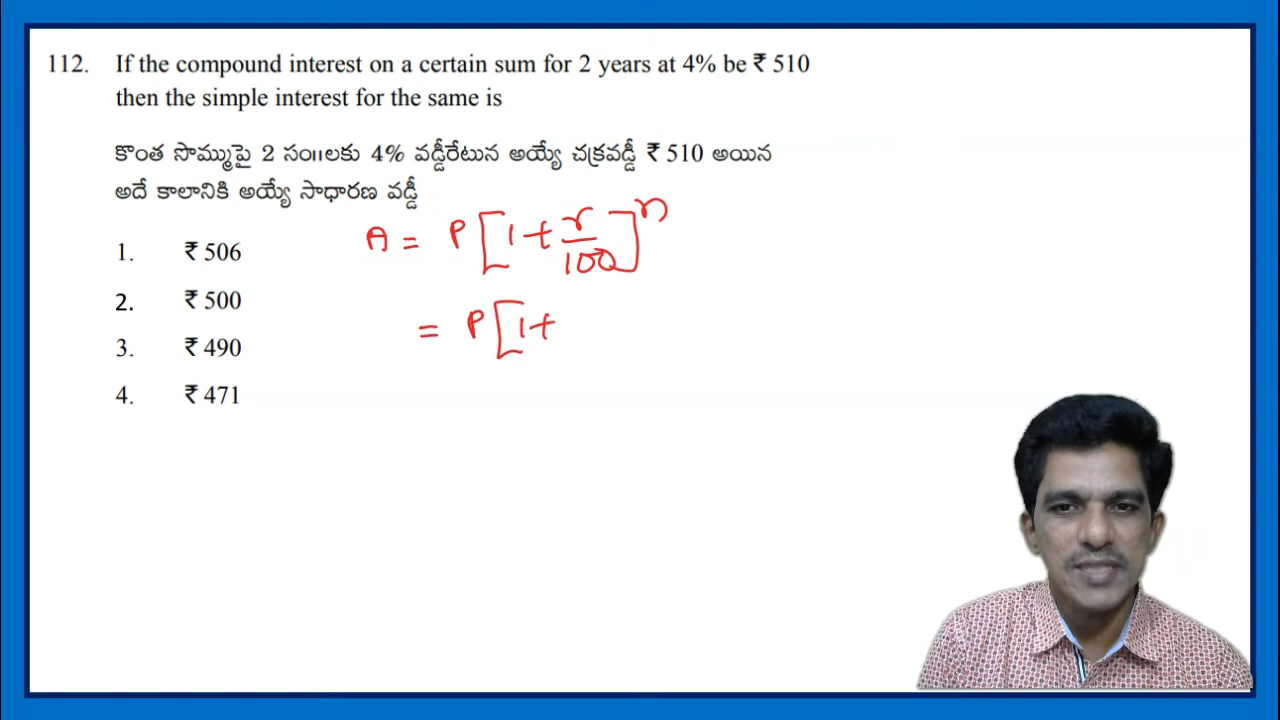 112. If the compound interest on a certain sum for 2 years at 4% be ₹ 510
then the simple interest for the same is
కొంత సొమ్ముపై 2 సం॥లకు 4% వడ్డీరేటున అయ్యే చక్రవడ్డీ ₹ 510 అయిన
అదే కాలానికి అయ్యే సాధారణ వడ్డీ
A = P[1 + r/100]^n
1. ₹ 506
2. ₹ 500
= P[1+
3. ₹ 490
4. ₹ 471